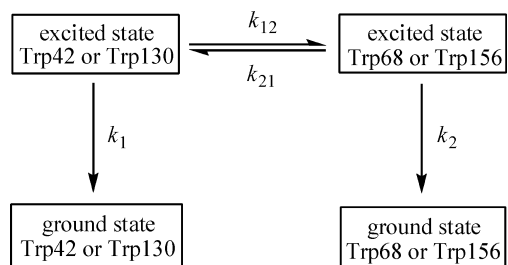 excited state
Trp42 or Trp130
k12
k21
excited state
Trp68 or Trp156
k1
k2
ground state
Trp42 or Trp130
ground state
Trp68 or Trp156